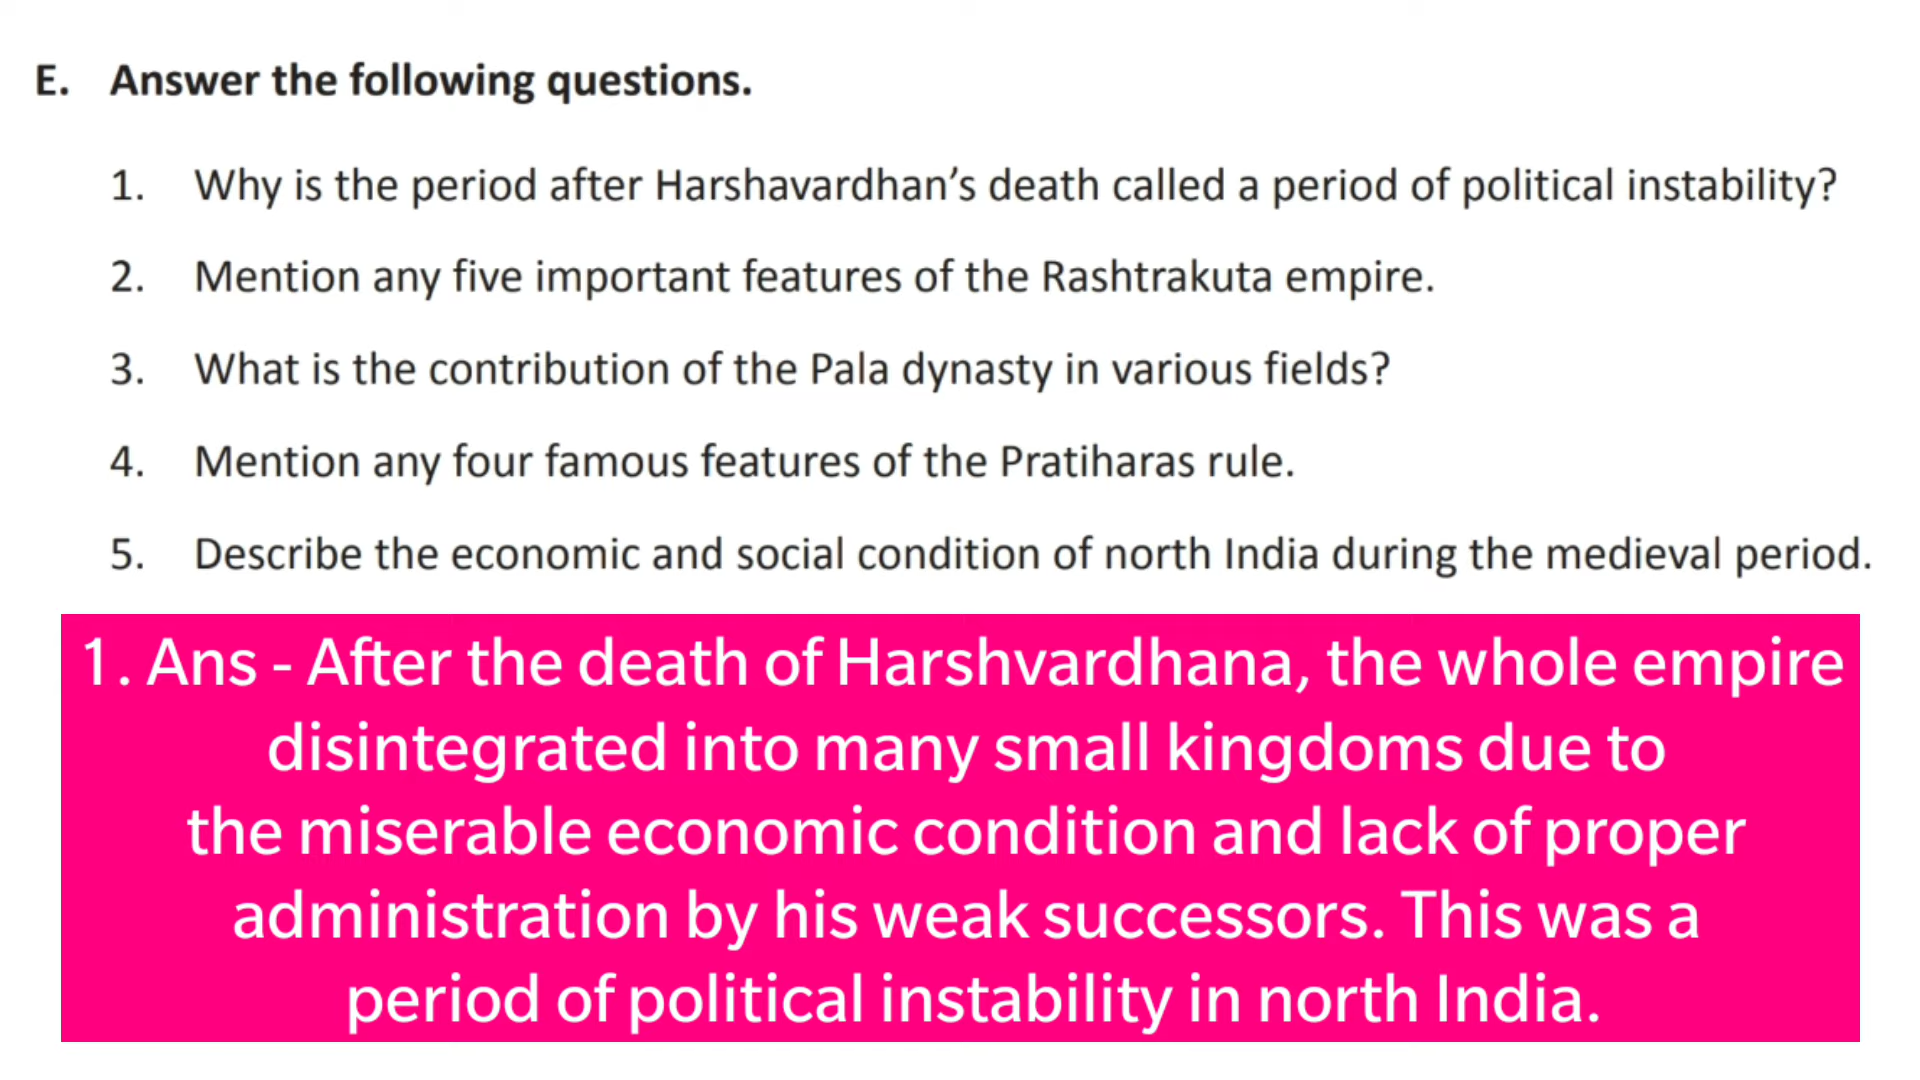 E. Answer the following questions.
1. Why is the period after Harshavardhan’s death called a period of political instability?
2. Mention any five important features of the Rashtrakuta empire.
3. What is the contribution of the Pala dynasty in various fields?
4. Mention any four famous features of the Pratiharas rule.
5. Describe the economic and social condition of north India during the medieval period.
1. Ans - After the death of Harshvardhana, the whole empire
disintegrated into many small kingdoms due to
the miserable economic condition and lack of proper
administration by his weak successors. This was a
period of political instability in north India.